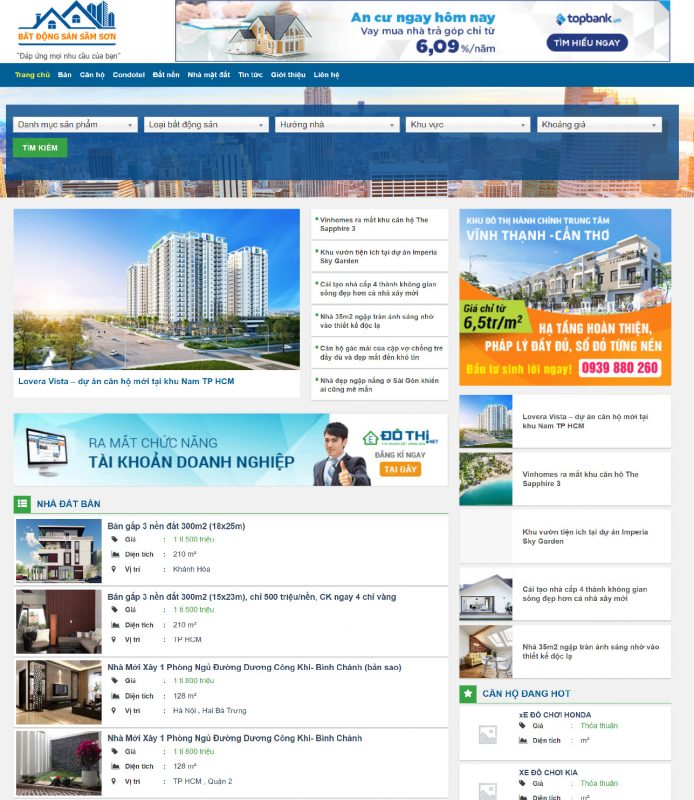 BẤT ĐỘNG SẢN SẦM SƠN
"Đáp ứng mọi nhu cầu của bạn"
An cư ngay hôm nay
Vay mua nhà trả góp chỉ từ
6,09%/năm
topbank.vn
TÌM HIỂU NGAY
Trang chủ Bán Căn hộ Condotel Đất nền Nhà mặt đất Tin tức Giới thiệu Liên hệ
Danh mục sản phẩm
Loại bất động sản
Hướng nhà
Khu vực
Khoảng giá
TÌM KIẾM
Lovera Vista – dự án căn hộ mới tại khu Nam TP HCM
Vinhomes ra mắt khu căn hộ The
Sapphire 3
Khu vườn tiện ích tại dự án Imperia
Sky Garden
Cải tạo nhà cấp 4 thành không gian
sống đẹp hơn cả nhà xây mới
Nhà 35m2 ngập tràn ánh sáng nhờ
vào thiết kế độc lạ
Căn hộ gác mái của cặp vợ chồng trẻ
đầy đủ và đẹp mắt đến khó tin
Nhà đẹp ngập nắng ở Sài Gòn khiến
ai cũng mê mẩn
KHU ĐÔ THỊ HÀNH CHÍNH TRUNG TÂM
VĨNH THẠNH -CẦN THƠ
Giá chỉ từ
6,5tr/m²
HẠ TẦNG HOÀN THIỆN,
PHÁP LÝ ĐẦY ĐỦ, SỔ ĐỎ TỪNG NỀN
Đầu tư sinh lời ngay! 0939 880 260
RA MẮT CHỨC NĂNG
TÀI KHOẢN DOANH NGHIỆP
ĐÔ THỊ.NET
ĐĂNG KÍ NGAY
TẠI ĐÂY
Lovera Vista – dự án căn hộ mới tại
khu Nam TP HCM
Vinhomes ra mắt khu căn hộ The
Sapphire 3
Khu vườn tiện ích tại dự án Imperia
Sky Garden
Cải tạo nhà cấp 4 thành không gian
sống đẹp hơn cả nhà xây mới
Nhà 35m2 ngập tràn ánh sáng nhờ vào
thiết kế độc lạ
NHÀ ĐẤT BÁN
Bán gấp 3 nền đất 300m2 (18x25m)
Giá : 1 tỉ 500 triệu
Diện tích : 210 m²
Vị trí : Khánh Hòa
Bán gấp 3 nền đất 300m2 (15x23m), chỉ 500 triệu/nền, CK ngay 4 chỉ vàng
Giá : 1 tỉ 500 triệu
Diện tích : 210 m²
Vị trí : TP HCM
Nhà Mới Xây 1 Phòng Ngủ Đường Dương Công Khi- Bình Chánh (bản sao)
Giá : 1 tỉ 800 triệu
Diện tích : 128 m²
Vị trí : Hà Nội , Hai Bà Trưng
Nhà Mới Xây 1 Phòng Ngủ Đường Dương Công Khi- Bình Chánh
Giá : 1 tỉ 800 triệu
Diện tích : 128 m²
Vị trí : TP HCM , Quận 2
CĂN HỘ ĐANG HOT
xE ĐỒ CHƠI HONDA
Giá : Thỏa thuận
Diện tích : m²
XE ĐỒ CHƠI KIA
Giá : Thỏa thuận
Diện tích : m²